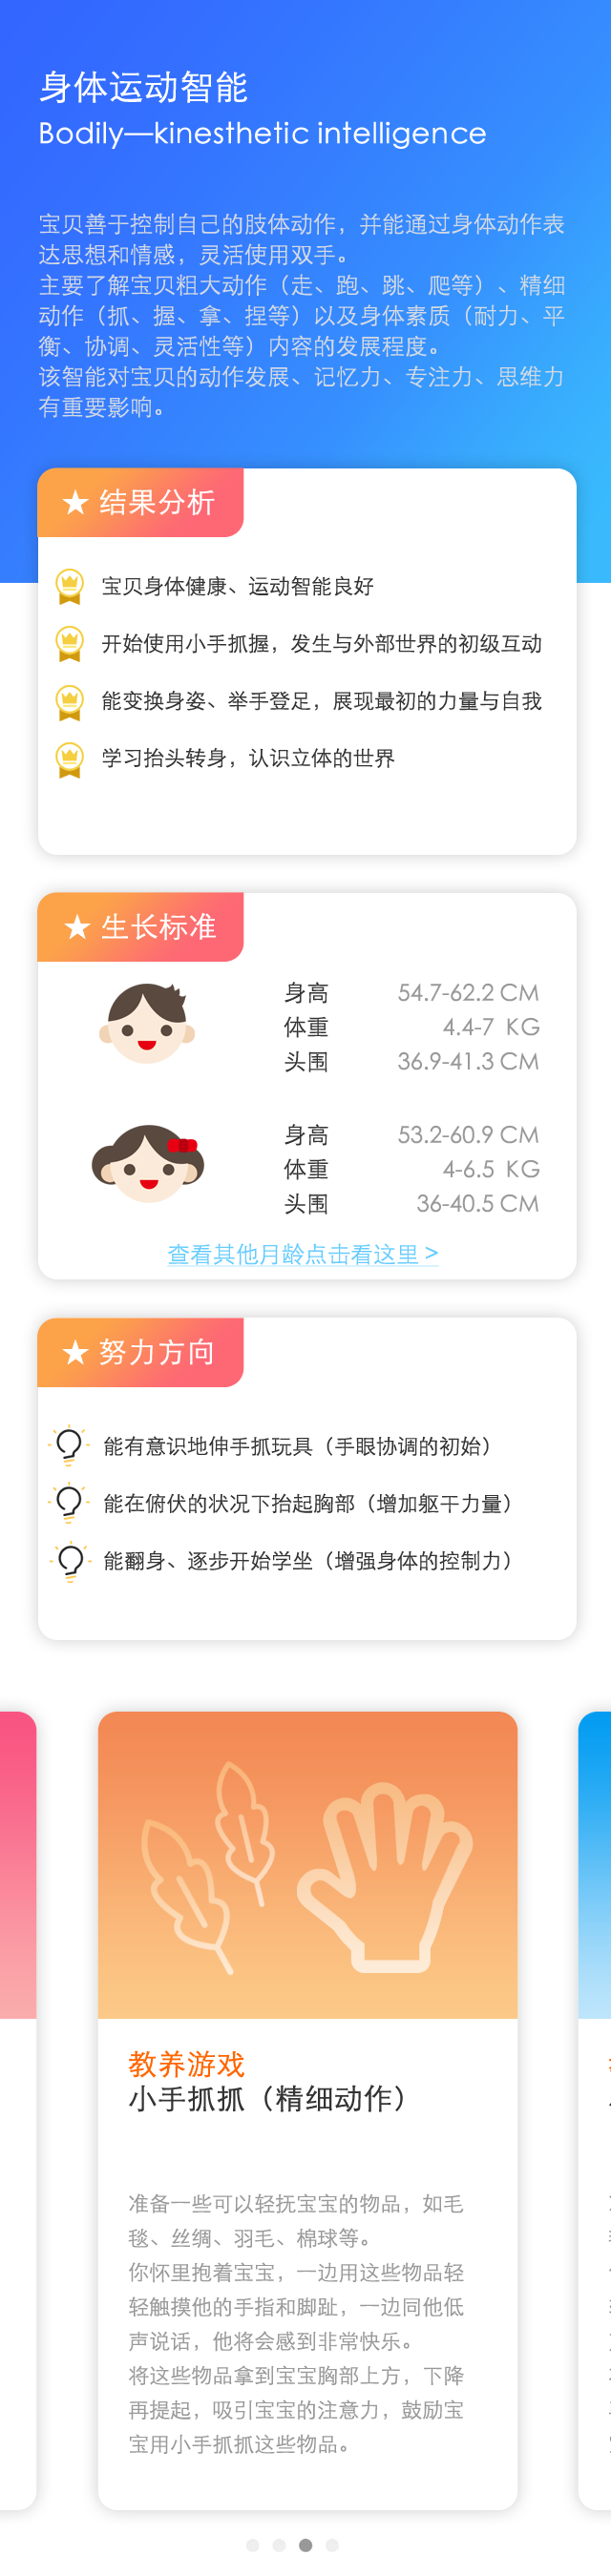 身体运动智能
Bodily—kinesthetic intelligence
宝贝善于控制自己的肢体动作，并能通过身体动作表
达思想和情感，灵活使用双手。
主要了解宝贝粗大动作（走、跑、跳、爬等）、精细
动作（抓、握、拿、捏等）以及身体素质（耐力、平
衡、协调、灵活性等）内容的发展程度。
该智能对宝贝的动作发展、记忆力、专注力、思维力
有重要影响。
★ 结果分析
宝贝身体健康、运动智能良好
开始使用小手抓握，发生与外部世界的初级互动
能变换身姿、举手登足，展现最初的力量与自我
学习抬头转身，认识立体的世界
★ 生长标准
身高 54.7-62.2 CM
体重 4.4-7 KG
头围 36.9-41.3 CM
身高 53.2-60.9 CM
体重 4-6.5 KG
头围 36-40.5 CM
查看其他月龄点击看这里 >
★ 努力方向
能有意识地伸手抓玩具（手眼协调的初始）
能在俯伏的状况下抬起胸部（增加躯干力量）
能翻身、逐步开始学坐（增强身体的控制力）
教养游戏
小手抓抓（精细动作）
准备一些可以轻抚宝宝的物品，如毛
毯、丝绸、羽毛、棉球等。
你怀里抱着宝宝，一边用这些物品轻
轻触摸他的手指和脚趾，一边同他低
声说话，他将会感到非常快乐。
将这些物品拿到宝宝胸部上方，下降
再提起，吸引宝宝的注意力，鼓励宝
宝用小手抓抓这些物品。